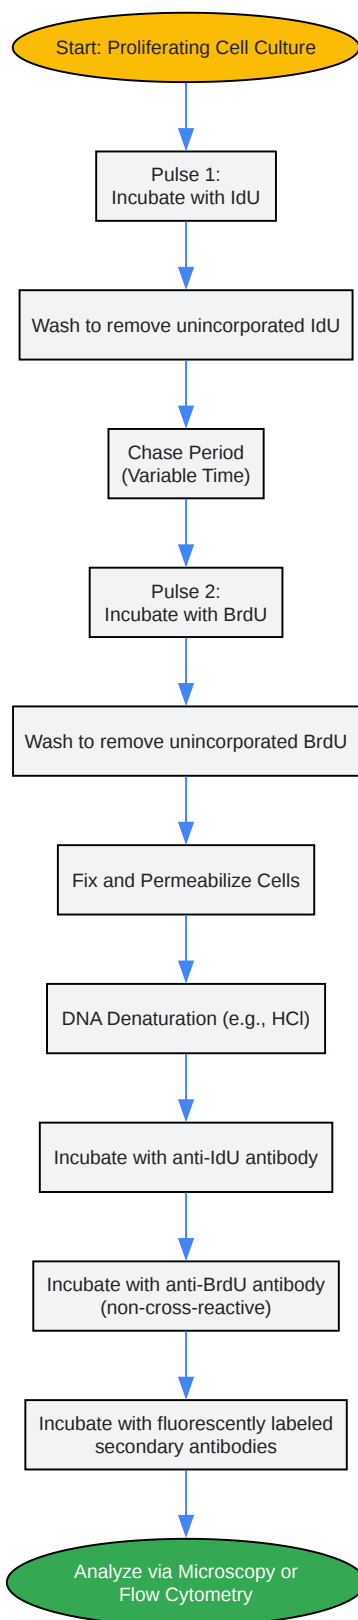 Start: Proliferating Cell Culture
Pulse 1:
Incubate with IdU
Wash to remove unincorporated IdU
Chase Period
(Variable Time)
Pulse 2:
Incubate with BrdU
Wash to remove unincorporated BrdU
Fix and Permeabilize Cells
DNA Denaturation (e.g., HCl)
Incubate with anti-IdU antibody
Incubate with anti-BrdU antibody
(non-cross-reactive)
Incubate with fluorescently labeled
secondary antibodies
Analyze via Microscopy or
Flow Cytometry